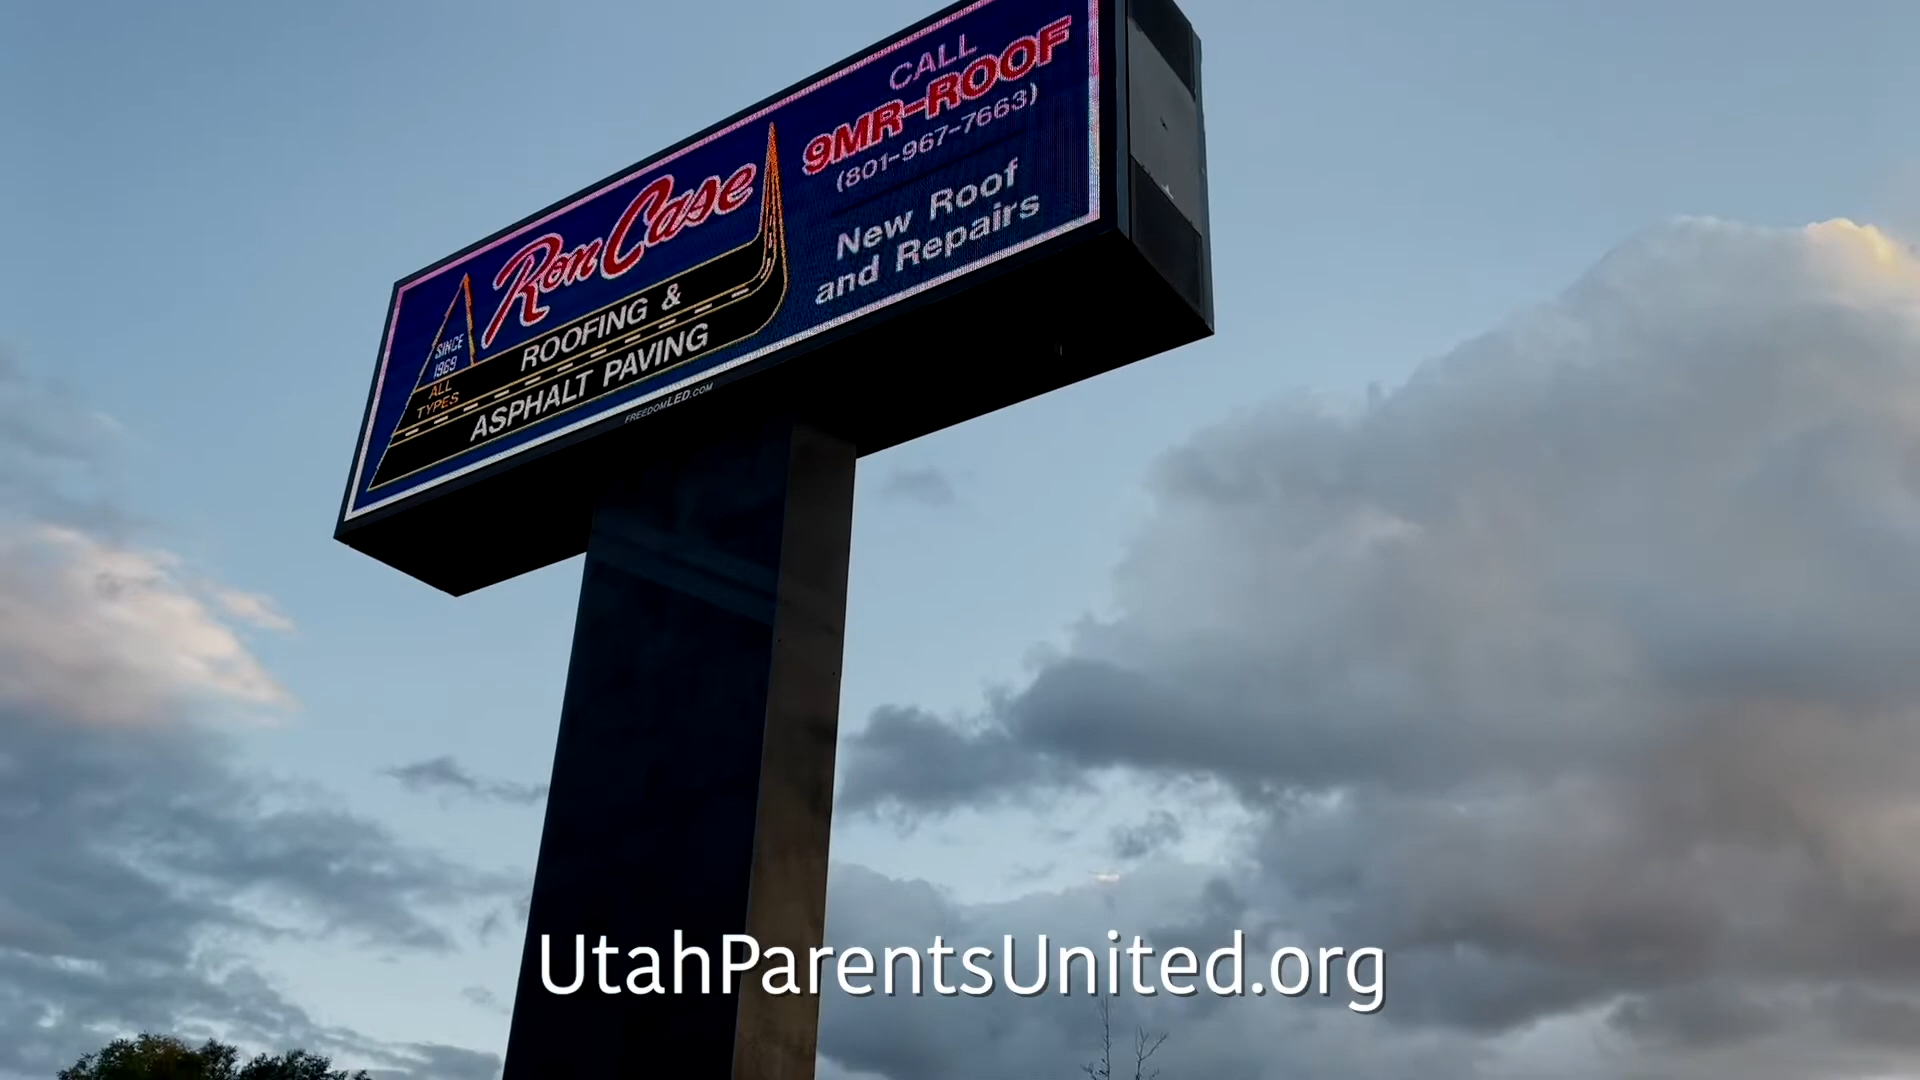 CALL
9MR-ROOF
(801-967-7663)
New Roof
and Repairs
Ron Case
SINCE
1969
ALL
TYPES
ROOFING &
ASPHALT PAVING
FREEDOMLED.COM
UtahParentsUnited.org